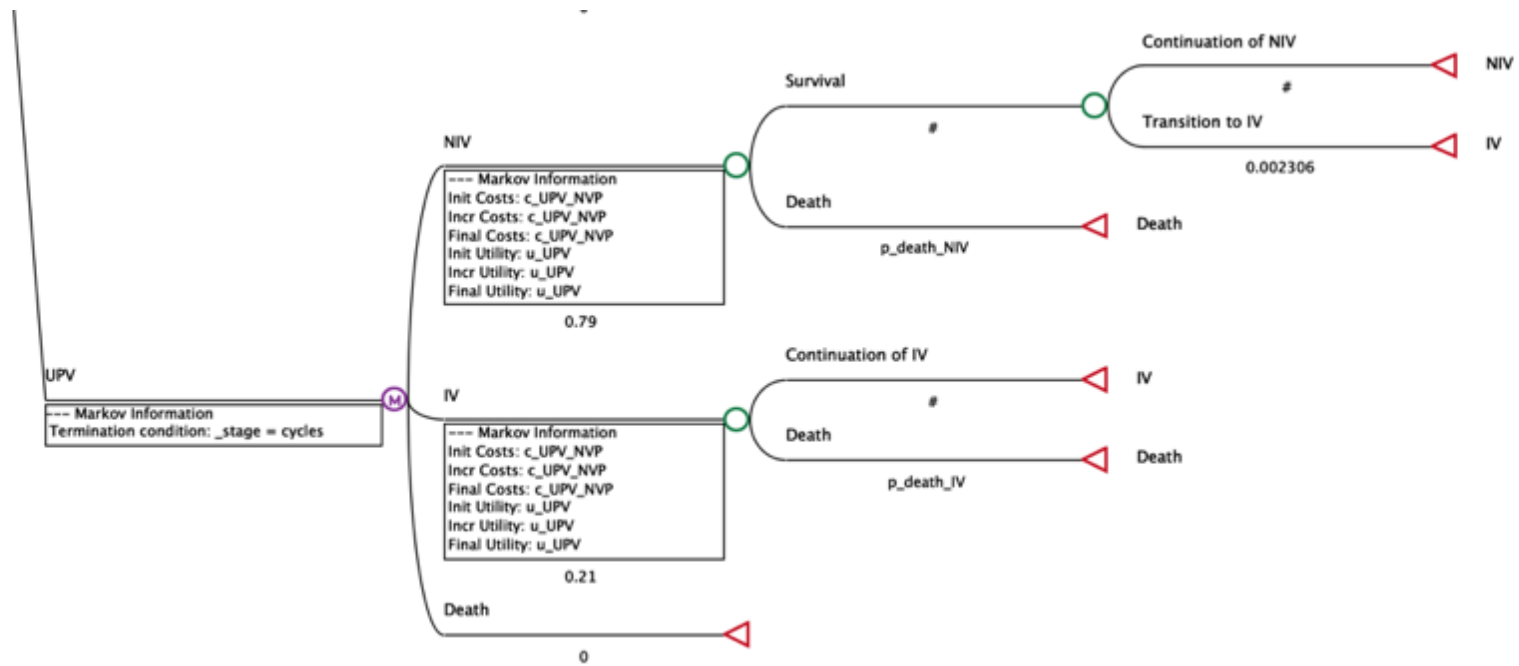 Continuation of NIV
NIV
#
Survival
#
Transition to IV
IV
0.002306
NIV
--- Markov Information
Init Costs: c_UPV_NVP
Incr Costs: c_UPV_NVP
Final Costs: c_UPV_NVP
Init Utility: u_UPV
Incr Utility: u_UPV
Final Utility: u_UPV
0.79
Death
Death
p_death_NIV
UPV
--- Markov Information
Termination condition: _stage = cycles
M
IV
--- Markov Information
Init Costs: c_UPV_NVP
Incr Costs: c_UPV_NVP
Final Costs: c_UPV_NVP
Init Utility: u_UPV
Incr Utility: u_UPV
Final Utility: u_UPV
0.21
Continuation of IV
IV
#
Death
Death
p_death_IV
Death
0